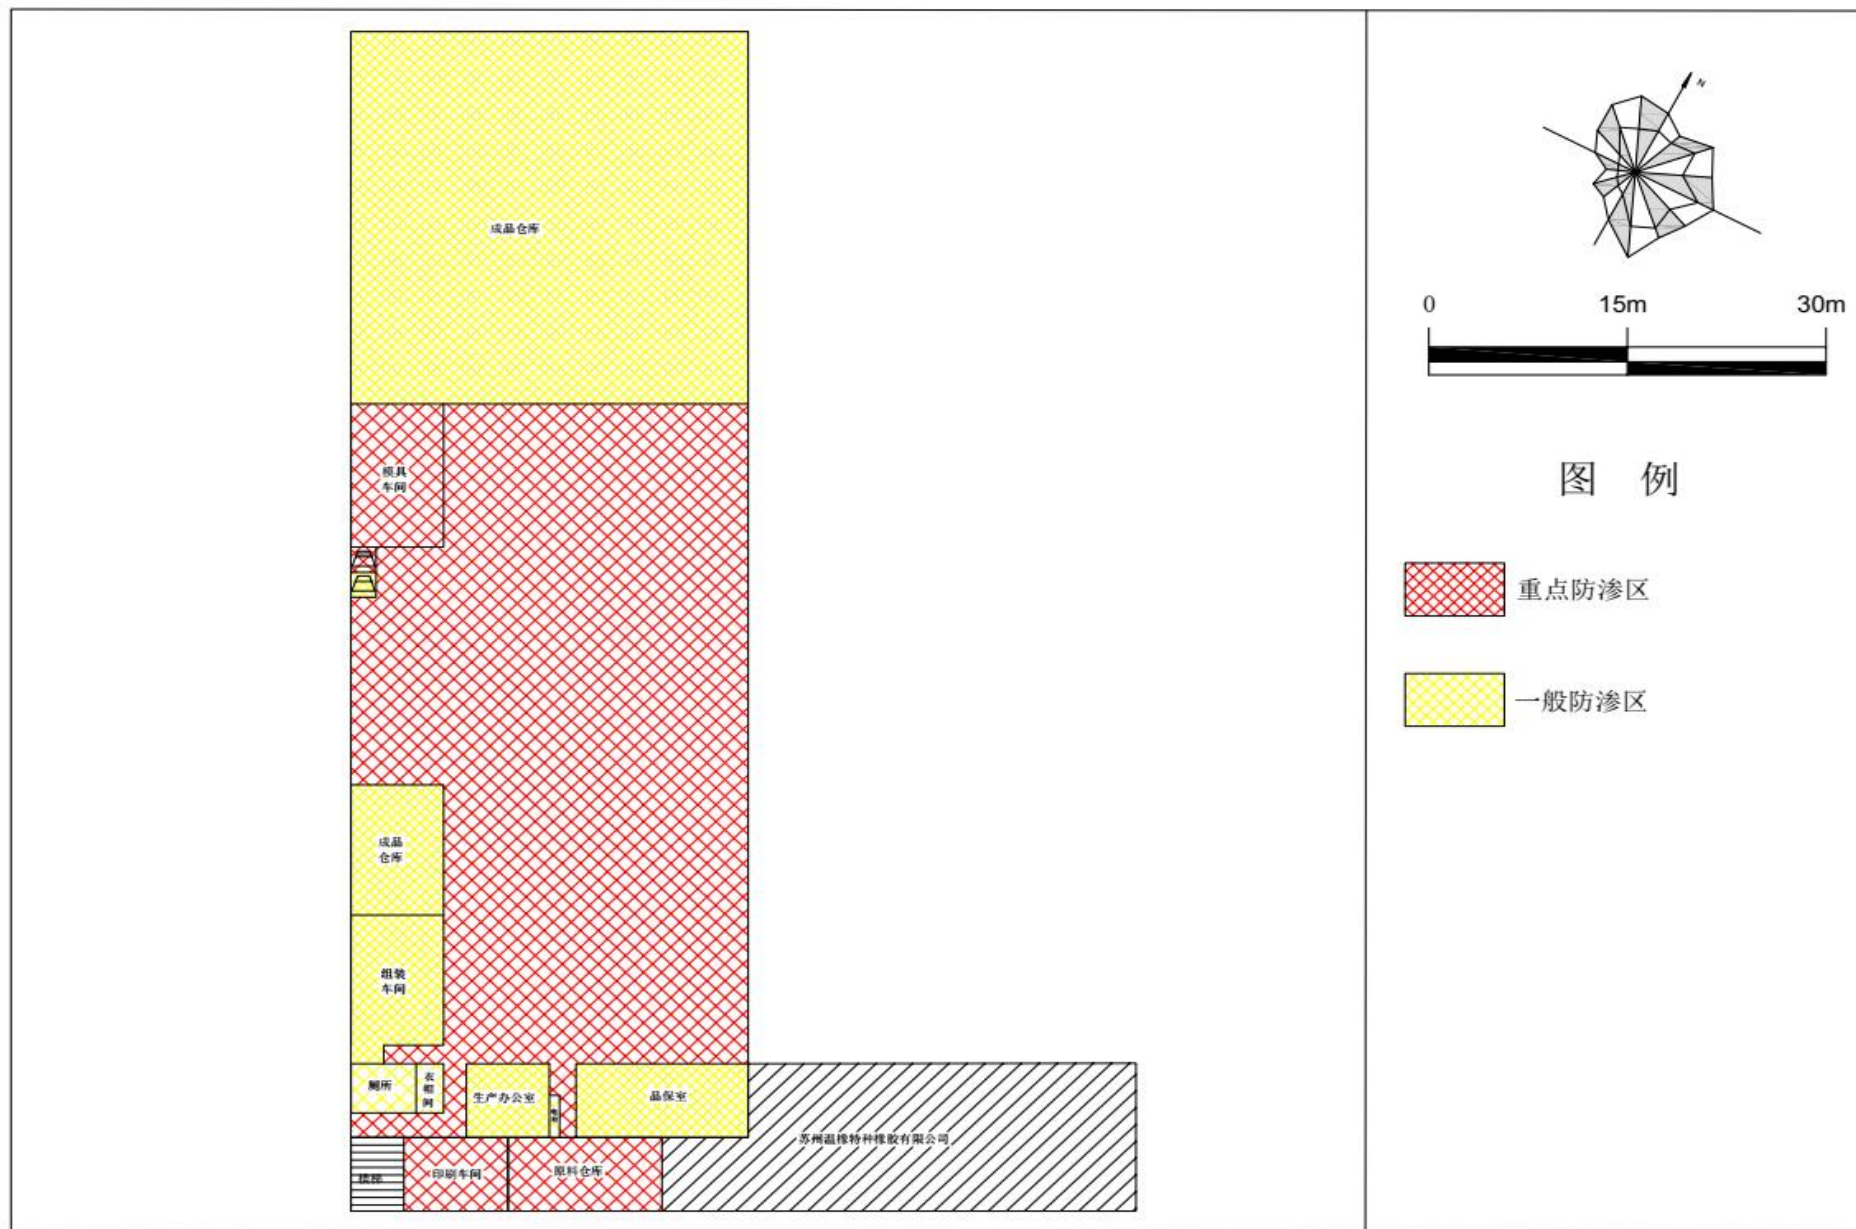 成品仓库
模具
车间
成品
仓库
组装
车间
厕所
衣
帽
间
生产办公室
品保室
苏州温橡特种橡胶有限公司
楼梯
印刷车间
原料仓库
N
0
15m
30m
图 例
重点防渗区
一般防渗区